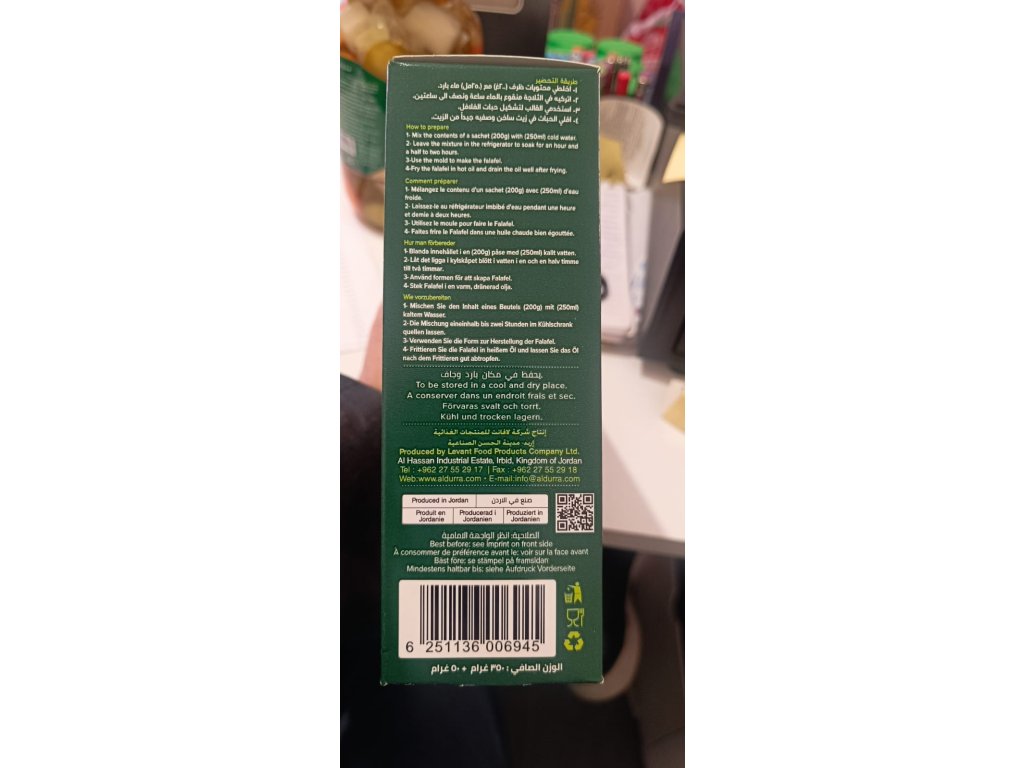 طريقة التحضير
١. اخلطي محتويات ظرف (٢٠٠غ) مع (٢٥٠مل) ماء بارد.
٢. اتركيه في الثلاجة منقوع بالماء ساعة ونصف الى ساعتين.
٣. استخدمي القالب لتشكيل حبات الفلافل.
٤. اقلي الحبات في زيت ساخن وصفيه جيداً من الزيت.
How to prepare
1- Mix the contents of a sachet (200g) with (250ml) cold water.
2- Leave the mixture in the refrigerator to soak for an hour and
a half to two hours.
3-Use the mold to make the falafel.
4-Fry the falafel in hot oil and drain the oil well after frying.
Comment préparer
1- Mélangez le contenu d'un sachet (200g) avec (250ml) d'eau
froide.
2- Laissez-le au réfrigérateur imbibé d'eau pendant une heure
et demie à deux heures.
3- Utilisez le moule pour faire le Falafel.
4- Faites frire le Falafel dans une huile chaude bien égouttée.
Hur man förbereder
1- Blanda innehållet i en (200g) påse med (250ml) kallt vatten.
2- Låt det ligga i kylskåpet blött i vatten i en och en halv timme
till två timmar.
3- Använd formen för att skapa Falafel.
4- Stek Falafel i en varm, dränerad olja.
Wie vorzubereiten
1- Mischen Sie den Inhalt eines Beutels (200g) mit (250ml)
kaltem Wasser.
2-Die Mischung eineinhalb bis zwei Stunden im Kühlschrank
quellen lassen.
3- Verwenden Sie die Form zur Herstellung der Falafel.
4- Frittieren Sie die Falafel in heißem Öl und lassen Sie das Öl
nach dem Frittieren gut abtropfen.
يحفظ في مكان بارد وجاف.
To be stored in a cool and dry place.
A conserver dans un endroit frais et sec.
Förvaras svalt och torrt.
Kühl und trocken lagern.
إنتاج شركة لافانت للمنتجات الغذائية
إربد، مدينة الحسن الصناعية
Produced by Levant Food Products Company Ltd.
Al Hassan Industrial Estate, Irbid, Kingdom of Jordan
Tel : +962 27 55 29 17 | Fax : +962 27 55 29 18
Web:www.aldurra.com - E-mail:info@aldurra.com
Produced in Jordan صنع في الاردن
Produit en Jordanie
Producerad i Jordanien
Produziert in Jordanien
الصلاحية: انظر الواجهة الامامية
Best before: see imprint on front side
À consommer de préférence avant le: voir sur la face avant
Bäst före: se stämpel på framsidan
Mindestens haltbar bis: siehe Aufdruck Vorderseite
6 251136 006945
الوزن الصافي : ٣٥٠ غرام + ٥٠ غرام